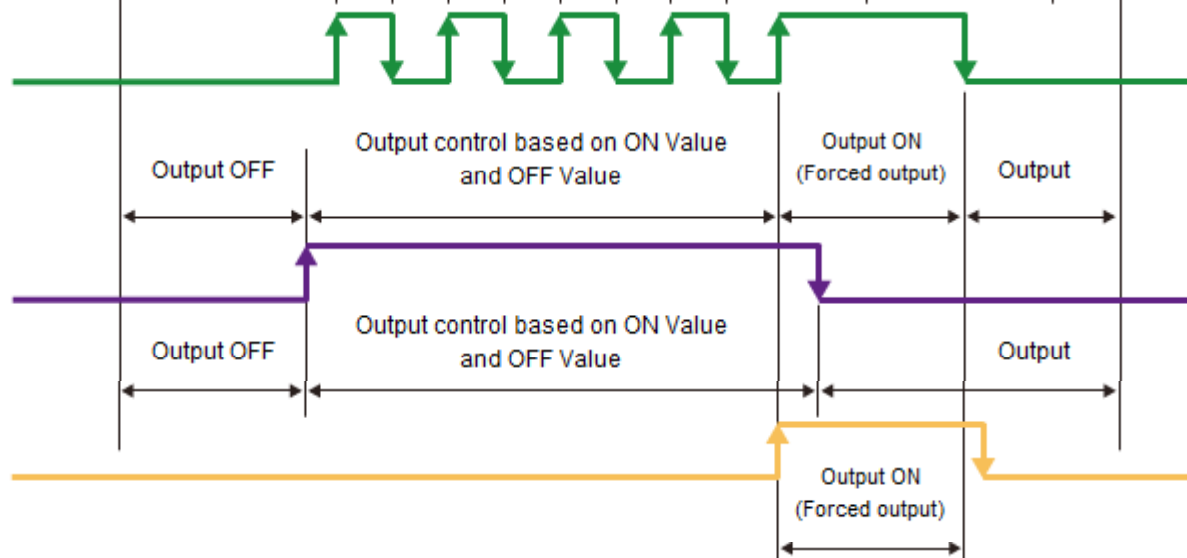 Output OFF
Output control based on ON Value
and OFF Value
Output ON
(Forced output)
Output
Output OFF
Output control based on ON Value
and OFF Value
Output
Output ON
(Forced output)